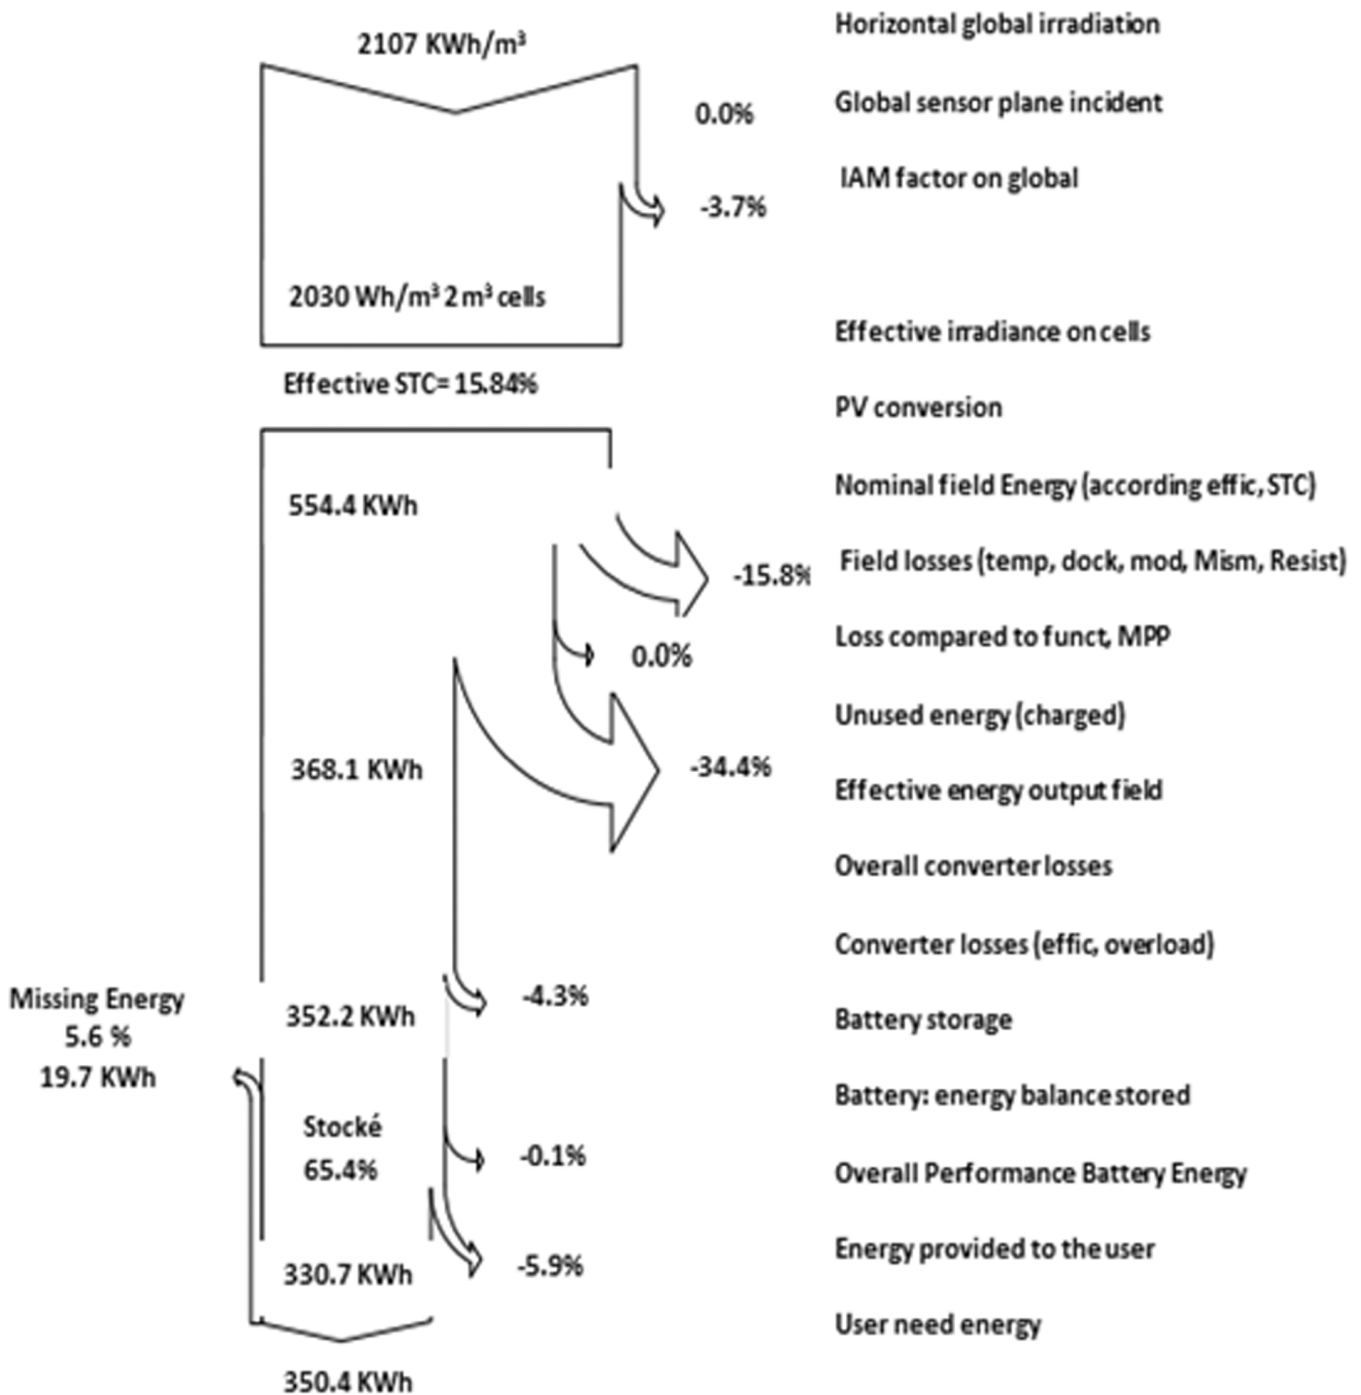 Horizontal global irradiation
2107 KWh/m³
Global sensor plane incident
0.0%
IAM factor on global
-3.7%
2030 Wh/m³ 2 m³ cells
Effective irradiance on cells
Effective STC= 15.84%
PV conversion
Nominal field Energy (according effic, STC)
554.4 KWh
Field losses (temp, dock, mod, Mism, Resist)
-15.8%
Loss compared to funct, MPP
0.0%
Unused energy (charged)
368.1 KWh
-34.4%
Effective energy output field
Overall converter losses
Converter losses (effic, overload)
Missing Energy
5.6 %
19.7 KWh
-4.3%
352.2 KWh
Battery storage
Battery: energy balance stored
Stocké
65.4%
-0.1%
Overall Performance Battery Energy
Energy provided to the user
-5.9%
330.7 KWh
User need energy
350.4 KWh